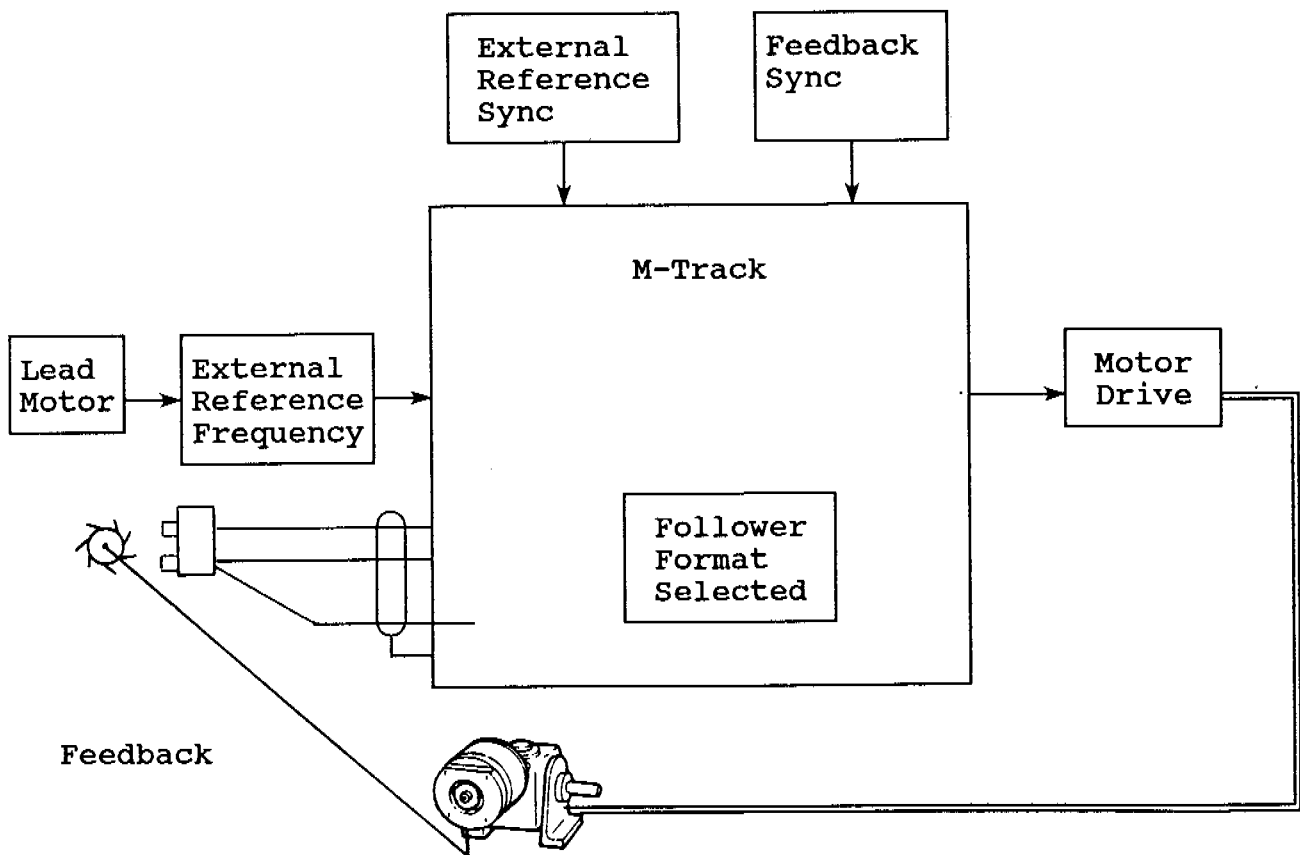 External
Reference
Sync
Feedback
Sync
M-Track
Lead
Motor
External
Reference
Frequency
Motor
Drive
Follower
Format
Selected
Feedback